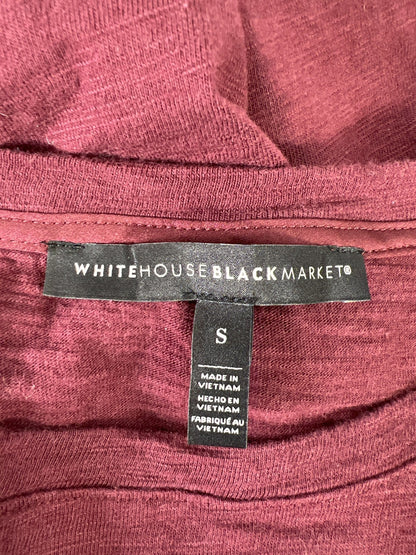 WHITEHOUSEBLACKMARKET®
S
MADE IN
VIETNAM
HECHO EN
VIETNAM
FABRIQUÉ AU
VIETNAM